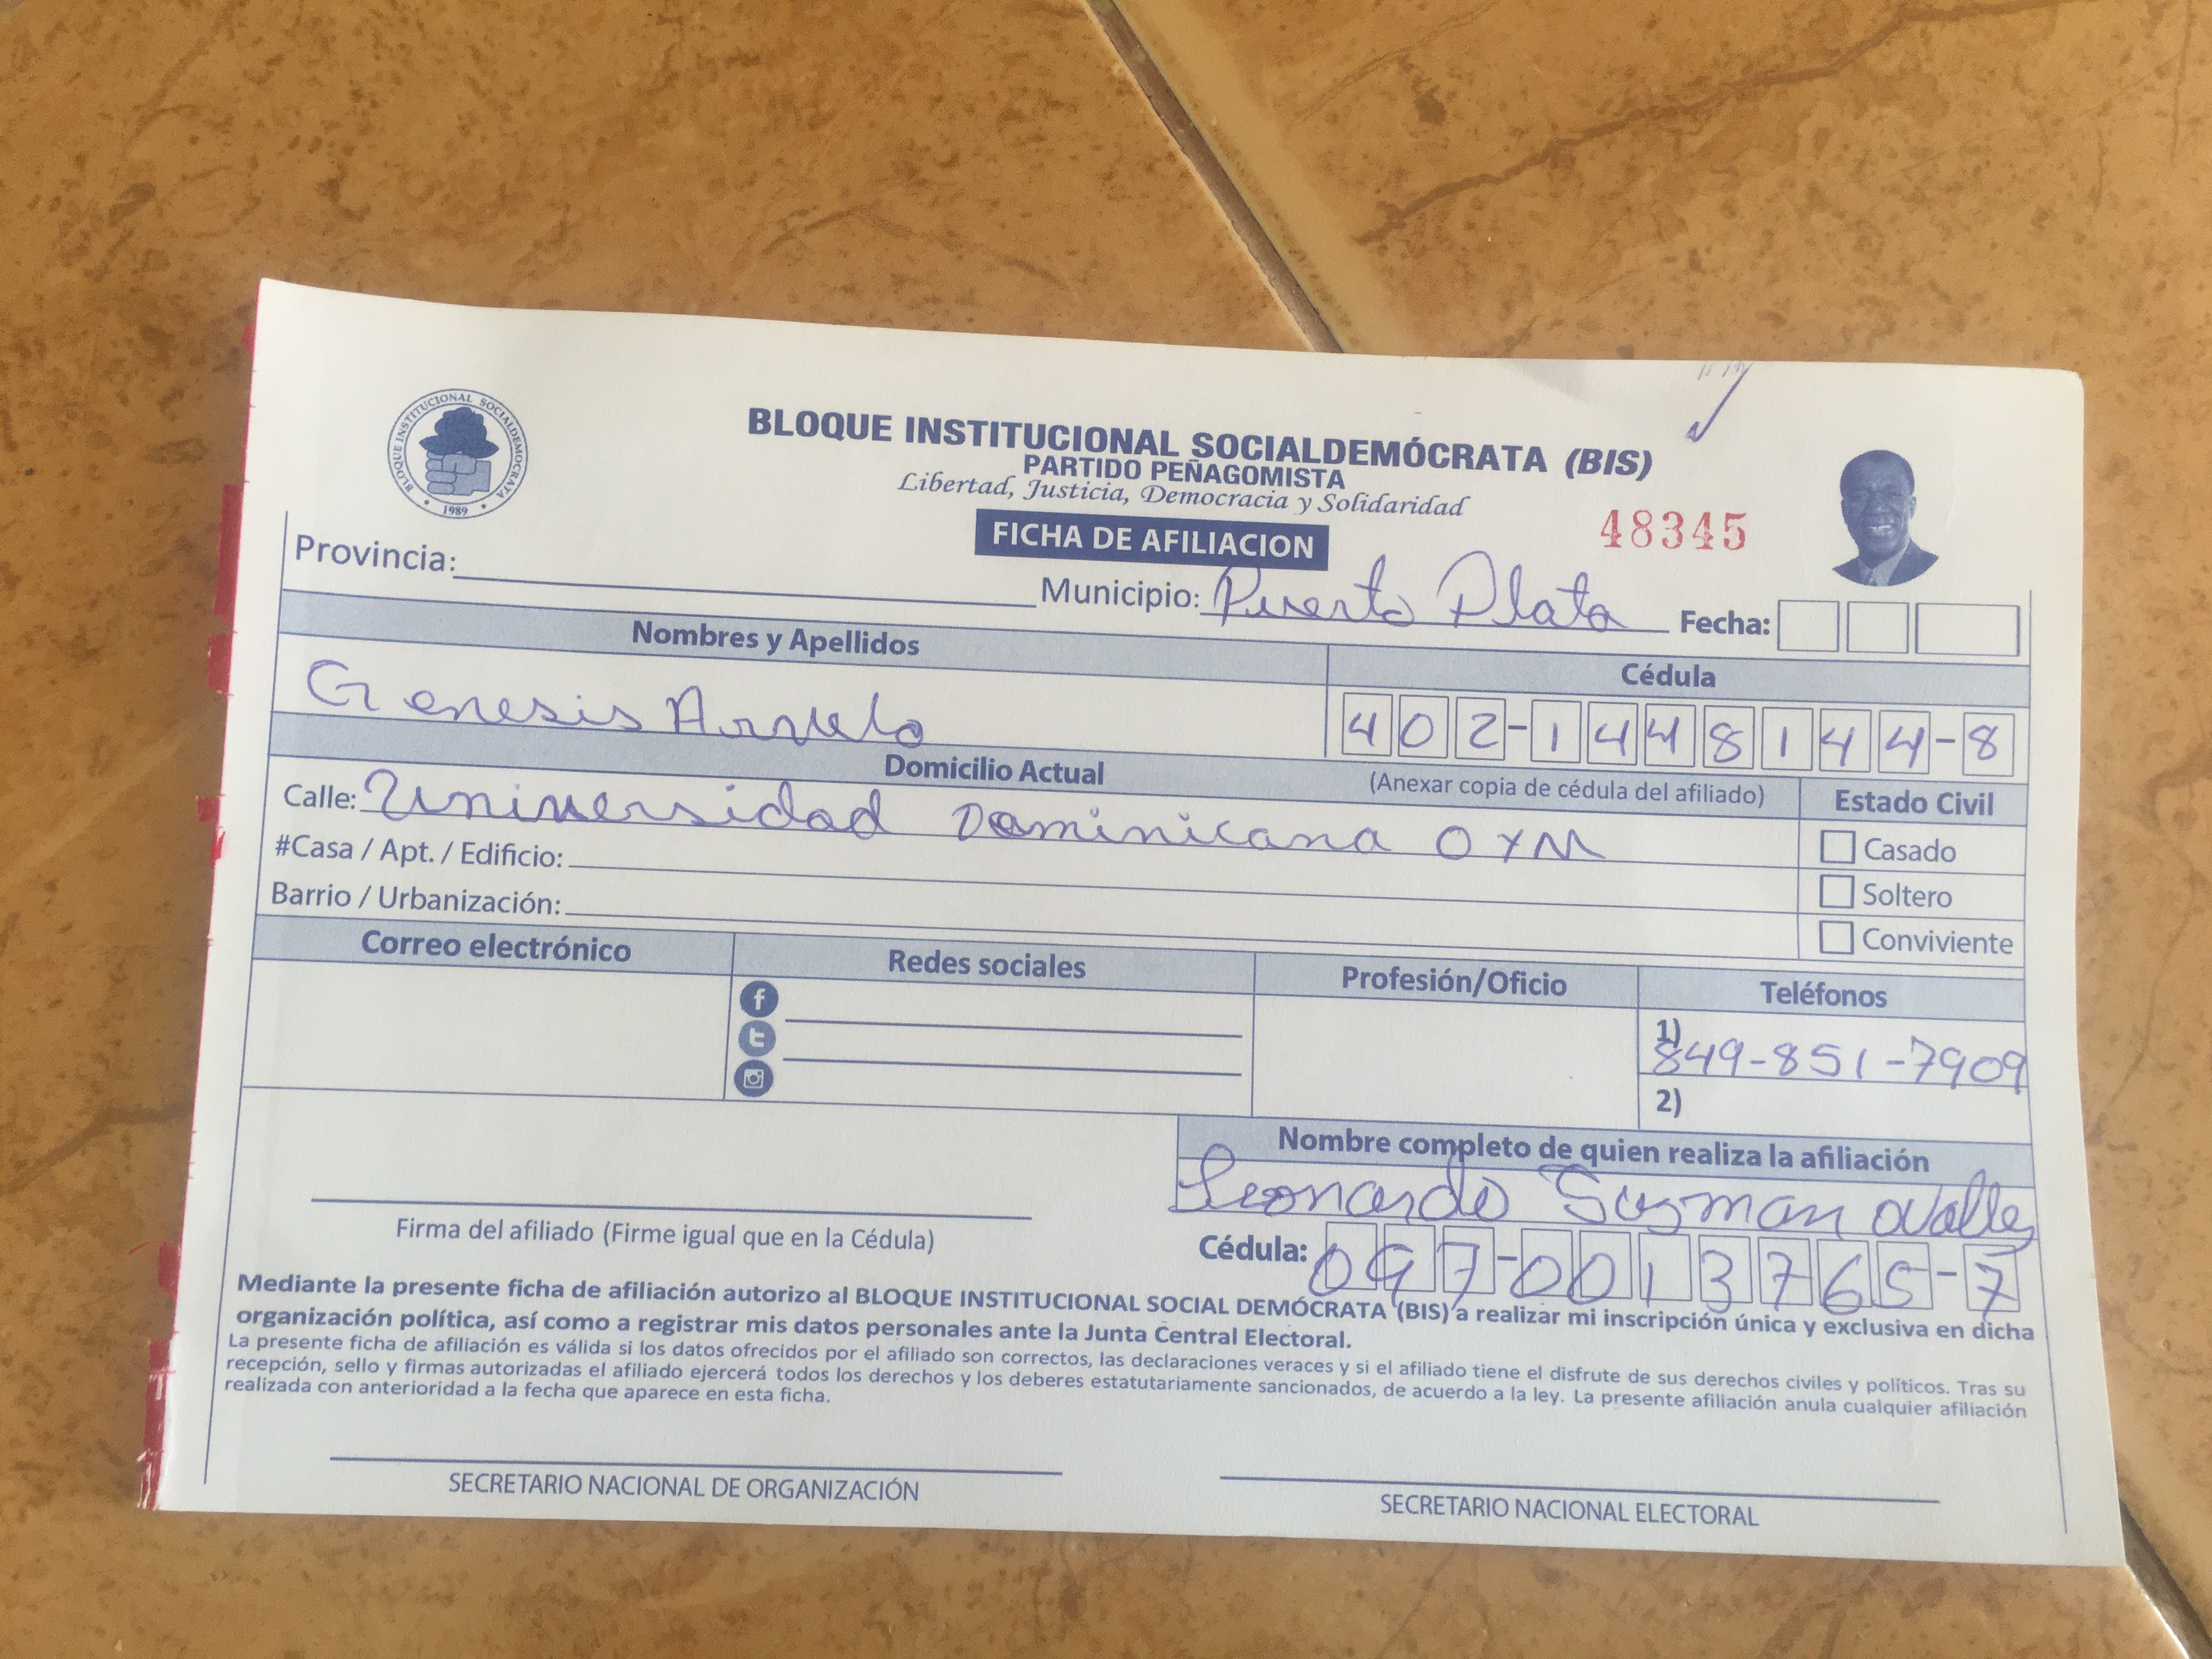 BLOQUE INSTITUCIONAL SOCIALDEMOCRATA
1989
BLOQUE INSTITUCIONAL SOCIALDEMÓCRATA (BIS)
PARTIDO PEÑAGOMISTA
Libertad, Justicia, Democracia y Solidaridad
FICHA DE AFILIACION
48345
Provincia:
Municipio: Puerto Plata Fecha:
Nombres y Apellidos
Cédula
Genesis Arvelo
402-1448144-8
Domicilio Actual
(Anexar copia de cédula del afiliado)
Estado Civil
Calle: Universidad Dominicana OYM
Casado
#Casa / Apt. / Edificio:
Soltero
Barrio / Urbanización:
Conviviente
Correo electrónico
Redes sociales
Profesión/Oficio
Teléfonos
1)
849-851-7909
2)
Nombre completo de quien realiza la afiliación
Leonardo Guzman
Firma del afiliado (Firme igual que en la Cédula)
Cédula: 097-0013765-7
Mediante la presente ficha de afiliación autorizo al BLOQUE INSTITUCIONAL SOCIAL DEMÓCRATA (BIS) a realizar mi inscripción única y exclusiva en dicha
organización política, así como a registrar mis datos personales ante la Junta Central Electoral.
La presente ficha de afiliación es válida si los datos ofrecidos por el afiliado son correctos, las declaraciones veraces y si el afiliado tiene el disfrute de sus derechos civiles y políticos. Tras su
recepción, sello y firmas autorizadas el afiliado ejercerá todos los derechos y los deberes estatutariamente sancionados, de acuerdo a la ley. La presente afiliación anula cualquier afiliación
realizada con anterioridad a la fecha que aparece en esta ficha.
SECRETARIO NACIONAL DE ORGANIZACIÓN
SECRETARIO NACIONAL ELECTORAL